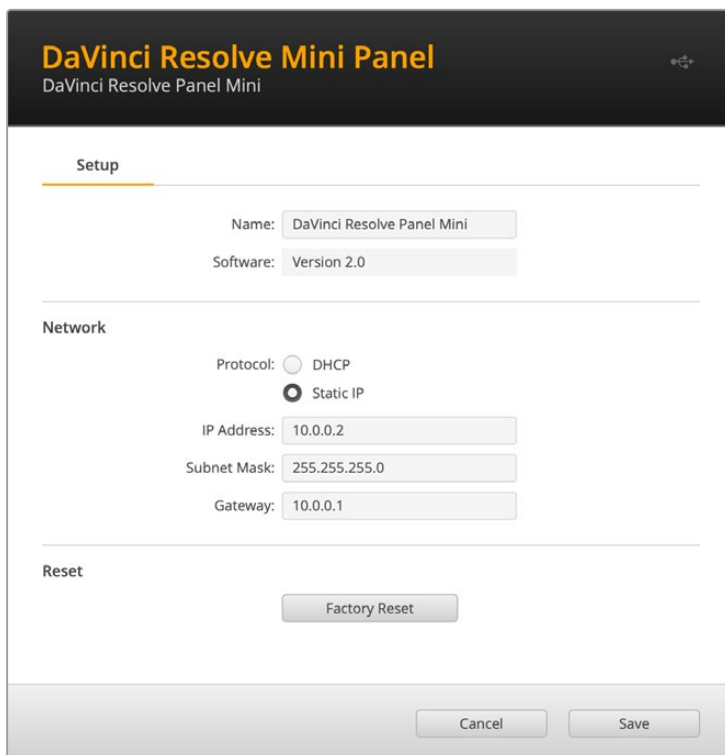 DaVinci Resolve Mini Panel
DaVinci Resolve Panel Mini
Setup
Name: DaVinci Resolve Panel Mini
Software: Version 2.0
Network
Protocol: DHCP
Static IP
IP Address: 10.0.0.2
Subnet Mask: 255.255.255.0
Gateway: 10.0.0.1
Reset
Factory Reset
Cancel Save